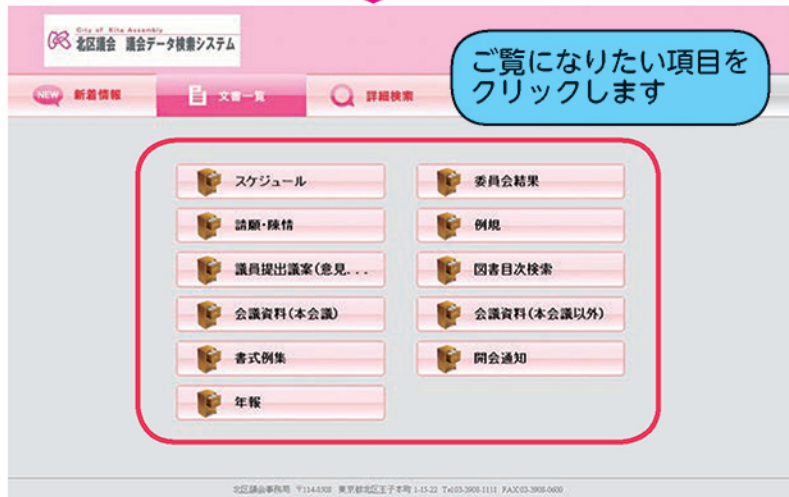 City of Kita Assembly
北区議会 議会データ検索システム
ご覧になりたい項目を
クリックします
NEW 新着情報 文書一覧 詳細検索
スケジュール 委員会結果
請願・陳情 例規
議員提出議案(意見... 図書目次検索
会議資料(本会議) 会議資料(本会議以外)
書式例集 開会通知
年報
北区議会事務局 〒114-8508 東京都北区王子本町 1-15-22 Tel:03-3908-1111 FAX:03-3908-0600